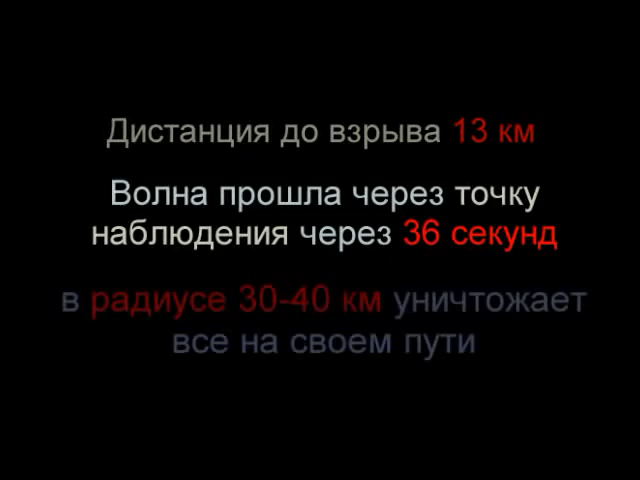 Дистанция до взрыва 13 км
Волна прошла через точку
наблюдения через 36 секунд
в радиусе 30-40 км уничтожает
все на своем пути